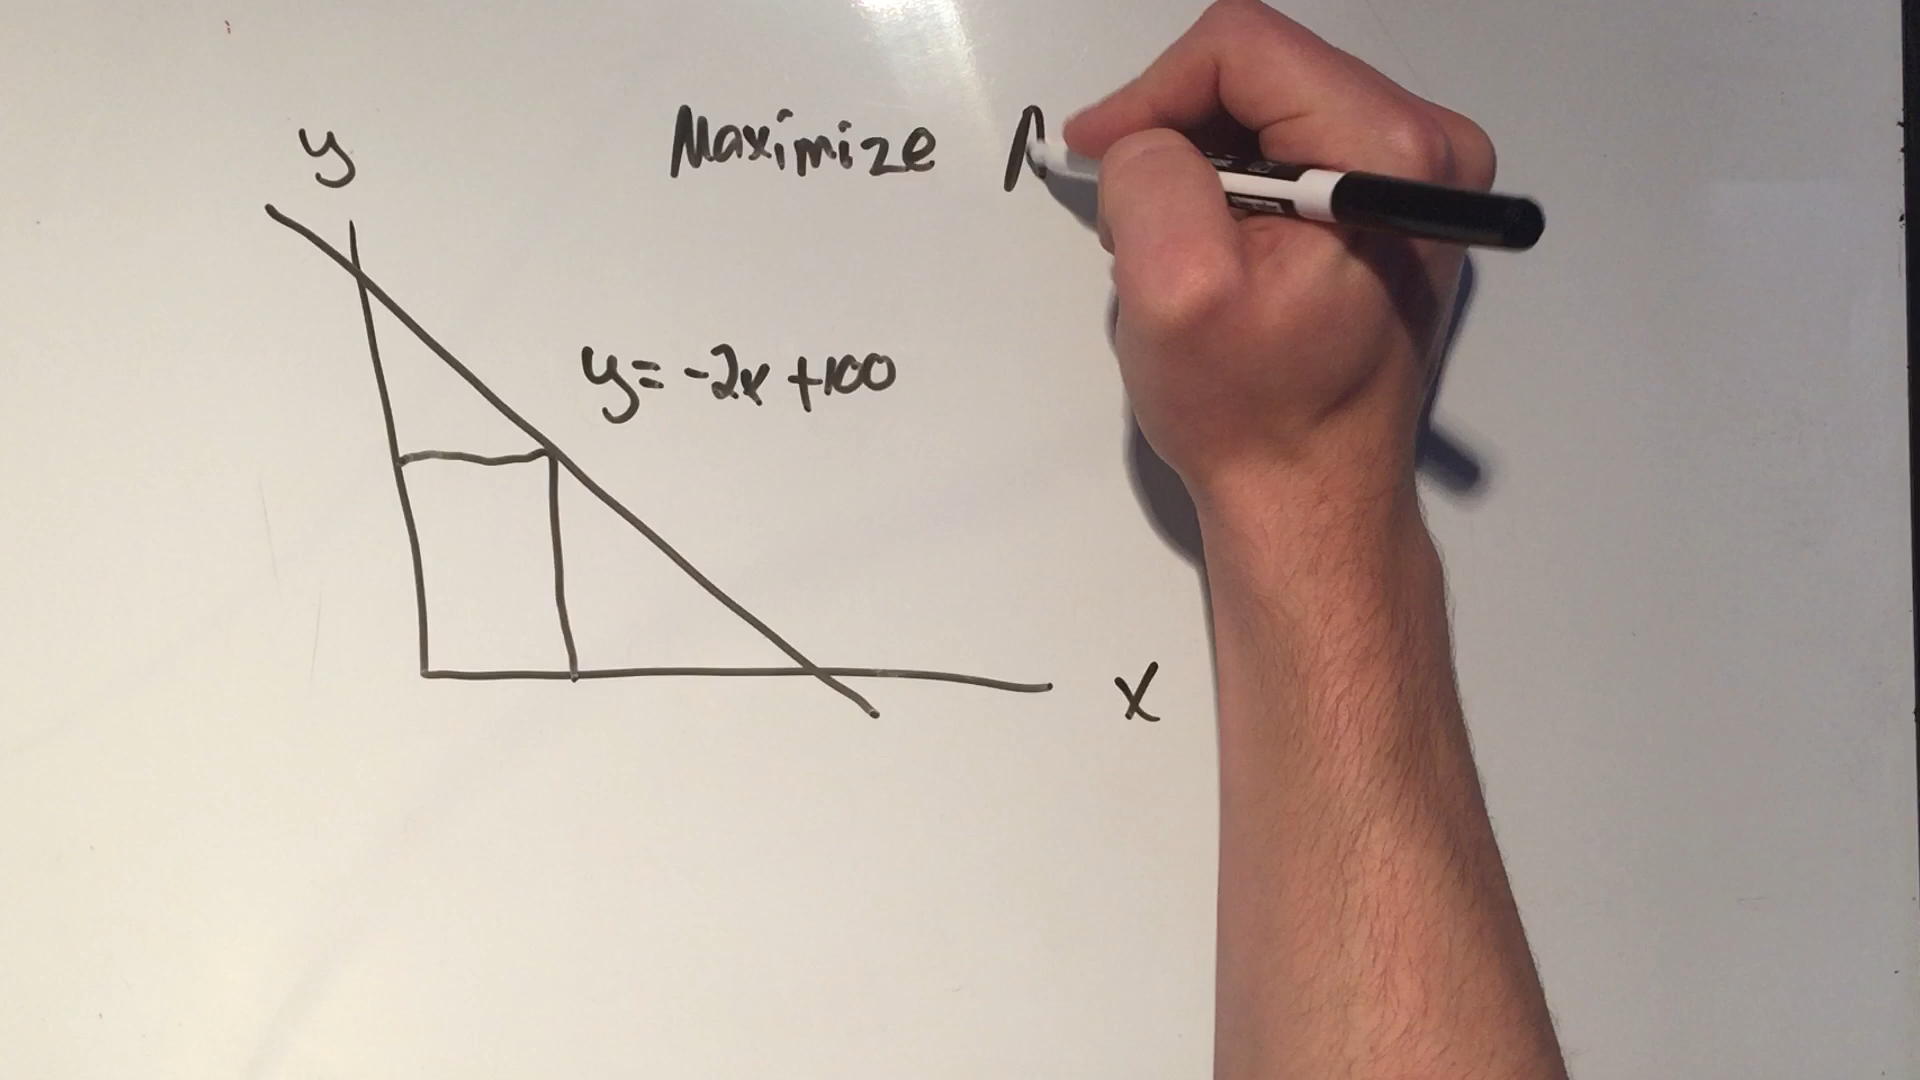 Maximize A
y
y = -2x + 100
x